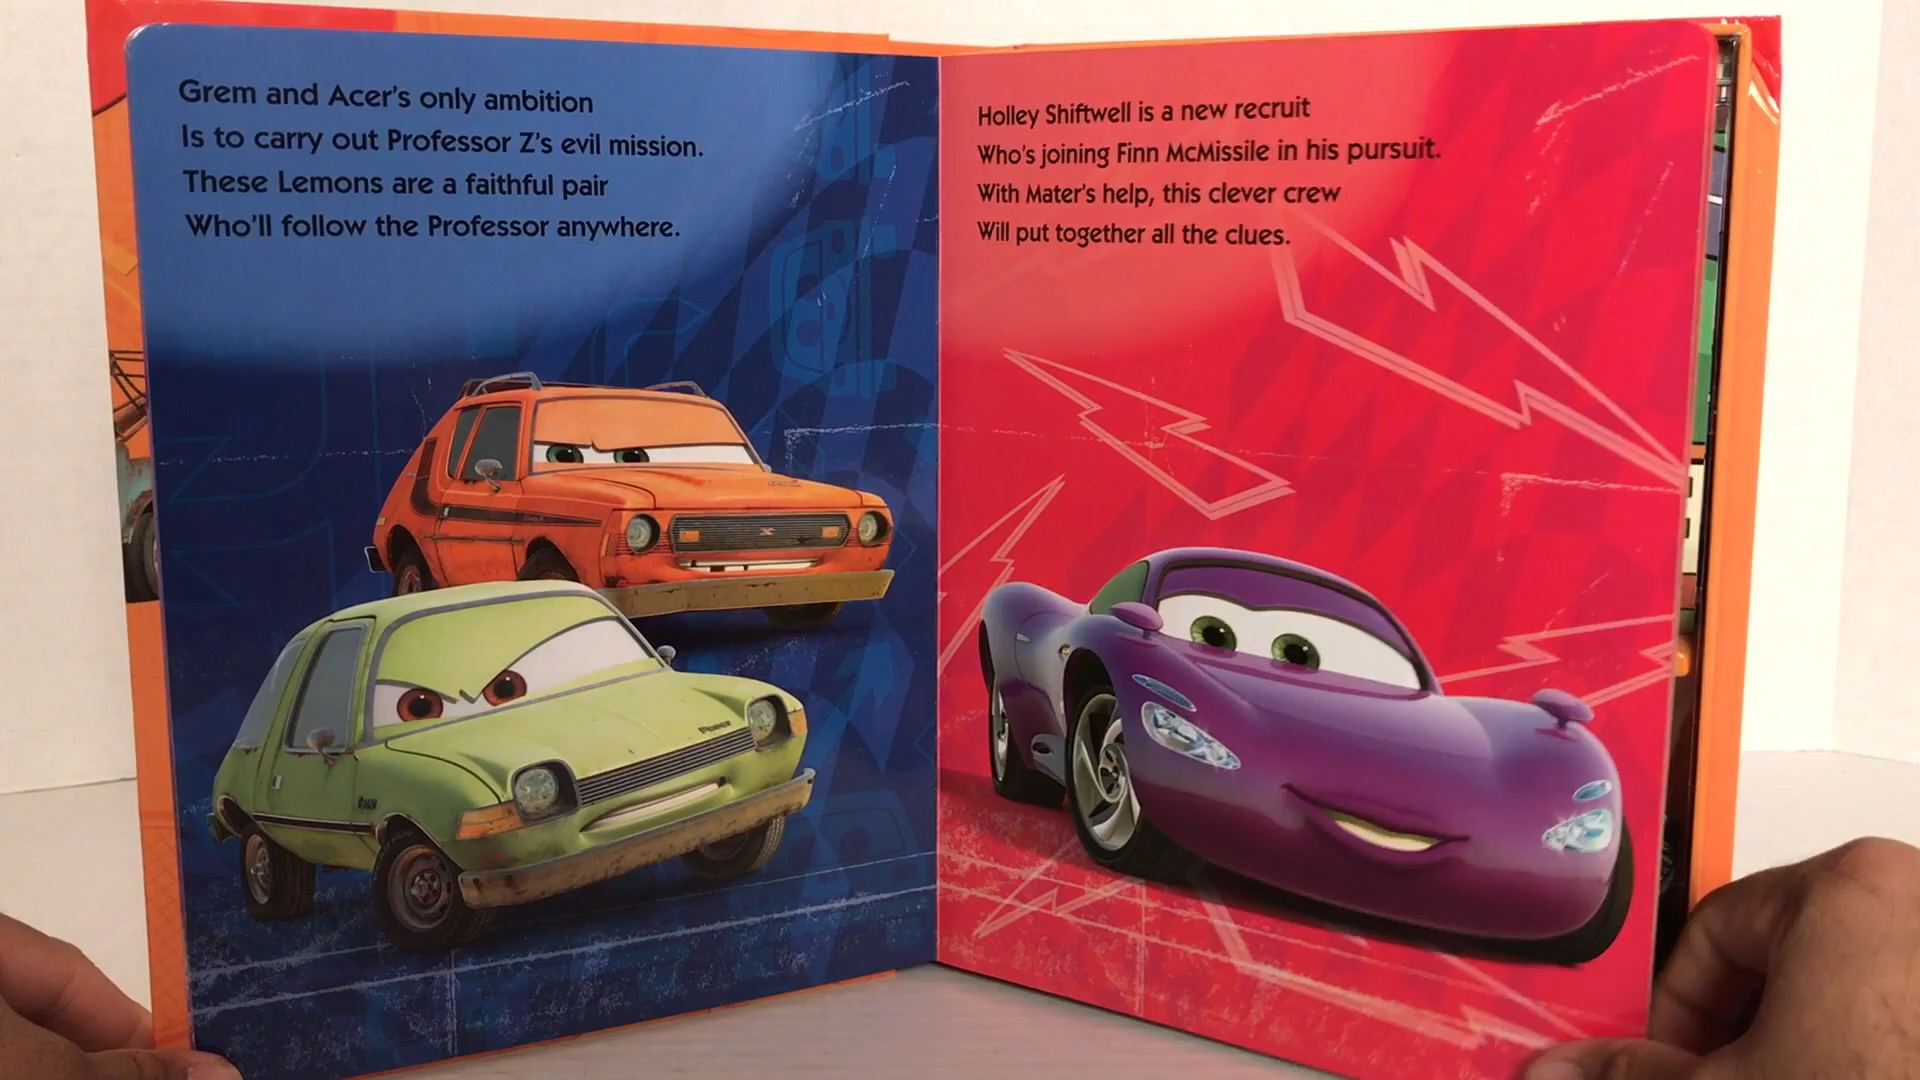 Grem and Acer's only ambition
Is to carry out Professor Z's evil mission.
These Lemons are a faithful pair
Who'll follow the Professor anywhere.
Holley Shiftwell is a new recruit
Who's joining Finn McMissile in his pursuit.
With Mater's help, this clever crew
Will put together all the clues.